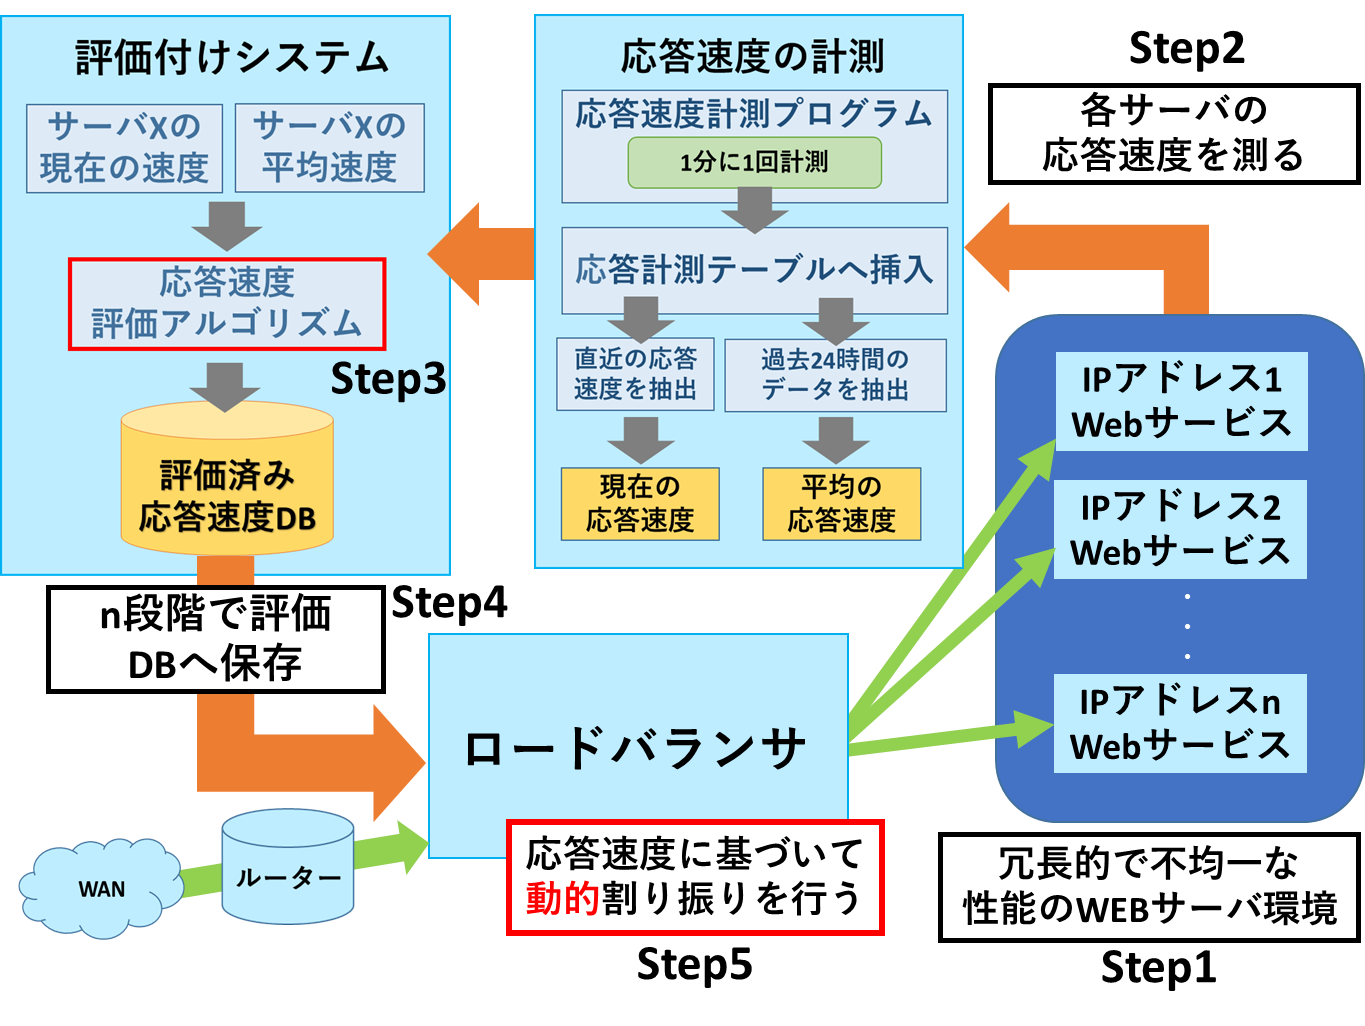 評価付けシステム
サーバXの
現在の速度
サーバXの
平均速度
応答速度
評価アルゴリズム
Step3
評価済み
応答速度DB
応答速度の計測
応答速度計測プログラム
1分に1回計測
応答計測テーブルへ挿入
直近の応答
速度を抽出
過去24時間の
データを抽出
現在の
応答速度
平均の
応答速度
Step2
各サーバの
応答速度を測る
IPアドレス1
Webサービス
IPアドレス2
Webサービス
・
・
・
IPアドレスn
Webサービス
n段階で評価
DBへ保存
Step4
ロードバランサ
WAN
ルーター
応答速度に基づいて
動的割り振りを行う
Step5
冗長的で不均一な
性能のWEBサーバ環境
Step1